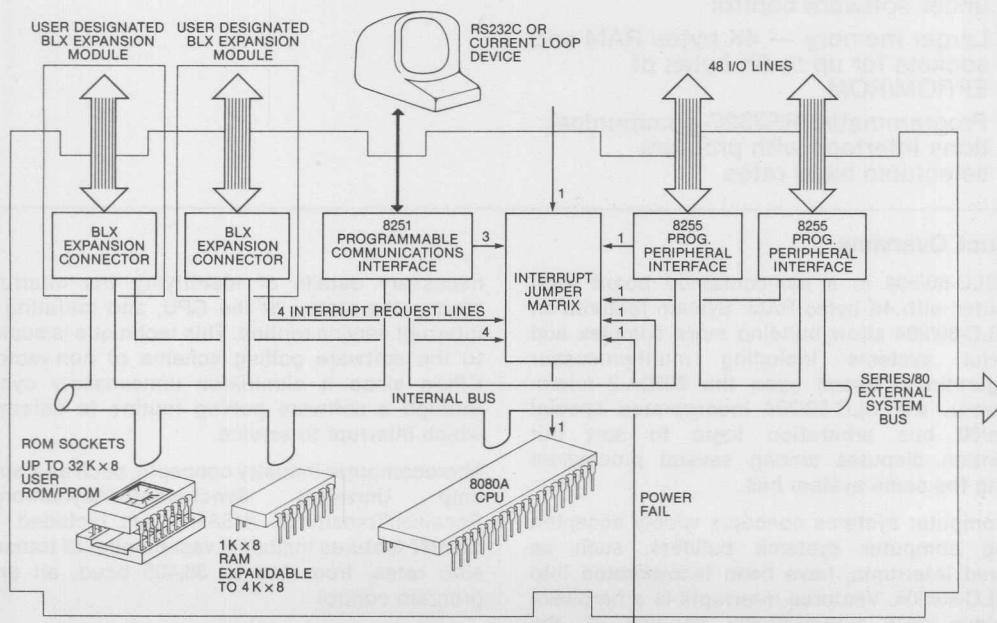 USER DESIGNATED
BLX EXPANSION
MODULE
USER DESIGNATED
BLX EXPANSION
MODULE
RS232C OR
CURRENT LOOP
DEVICE
48 I/O LINES
1
BLX
EXPANSION
CONNECTOR
BLX
EXPANSION
CONNECTOR
8251
PROGRAMMABLE
COMMUNICATIONS
INTERFACE
3
INTERRUPT
JUMPER
MATRIX
1
8255
PROG.
PERIPHERAL
INTERFACE
8255
PROG.
PERIPHERAL
INTERFACE
1
4 INTERRUPT REQUEST LINES
4
1
INTERNAL BUS
SERIES/80
EXTERNAL
SYSTEM
BUS
1
ROM SOCKETS
UP TO 32K×8
USER
ROM/PROM
1K×8
RAM
EXPANDABLE
TO 4K×8
8080A
CPU
POWER
FAIL